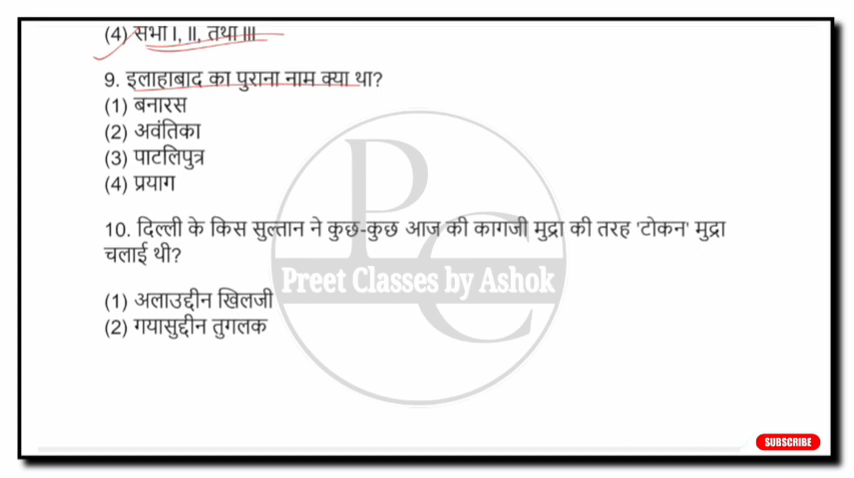 (4) सभा I, II, तथा III
9. इलाहाबाद का पुराना नाम क्या था?
(1) बनारस
(2) अवंतिका
(3) पाटलिपुत्र
(4) प्रयाग
10. दिल्ली के किस सुल्तान ने कुछ-कुछ आज की कागजी मुद्रा की तरह 'टोकन' मुद्रा
चलाई थी?
Preet Classes by Ashok
(1) अलाउद्दीन खिलजी
(2) गयासुद्दीन तुगलक
SUBSCRIBE